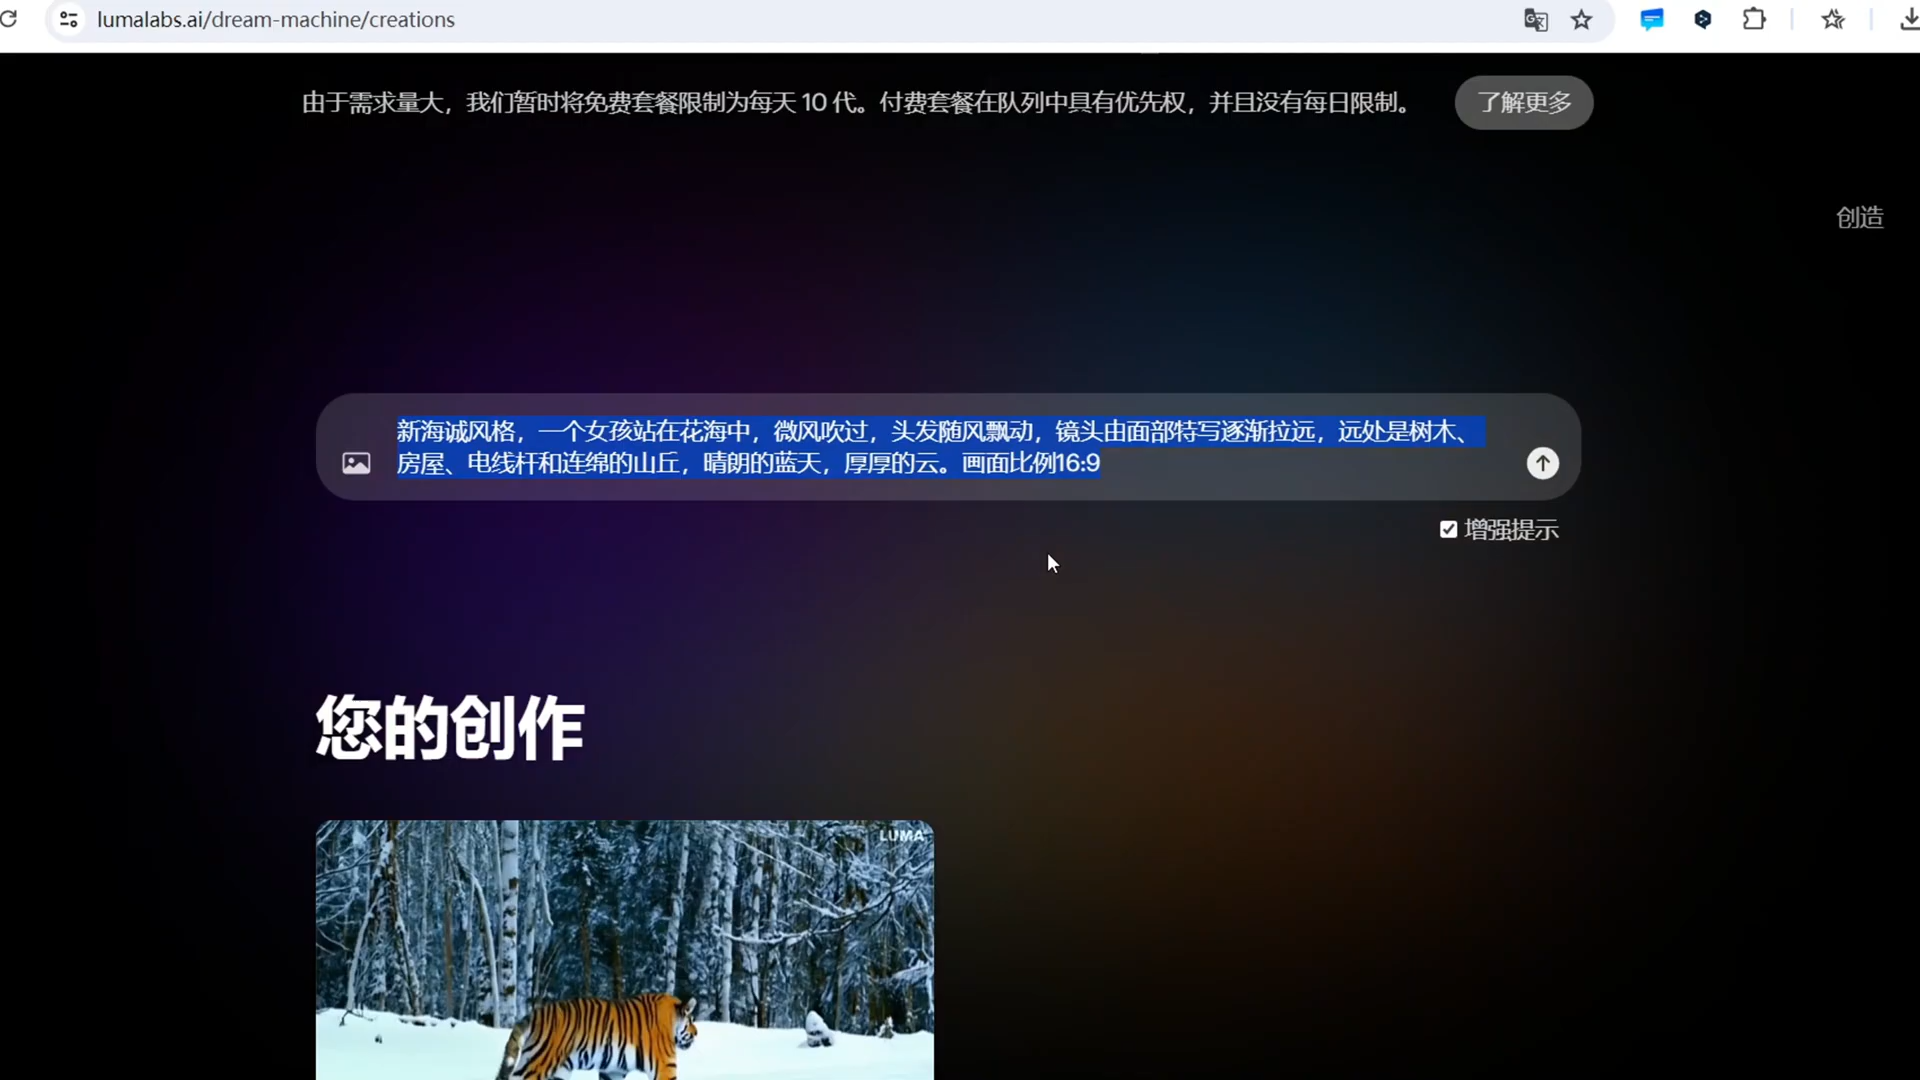 lumalabs.ai/dream-machine/creations
由于需求量大，我们暂时将免费套餐限制为每天 10 代。付费套餐在队列中具有优先权，并且没有每日限制。
了解更多
创造
新海诚风格，一个女孩站在花海中，微风吹过，头发随风飘动，镜头由面部特写逐渐拉远，远处是树木、
房屋、电线杆和连绵的山丘，晴朗的蓝天，厚厚的云。画面比例16:9
增强提示
您的创作
LUMA